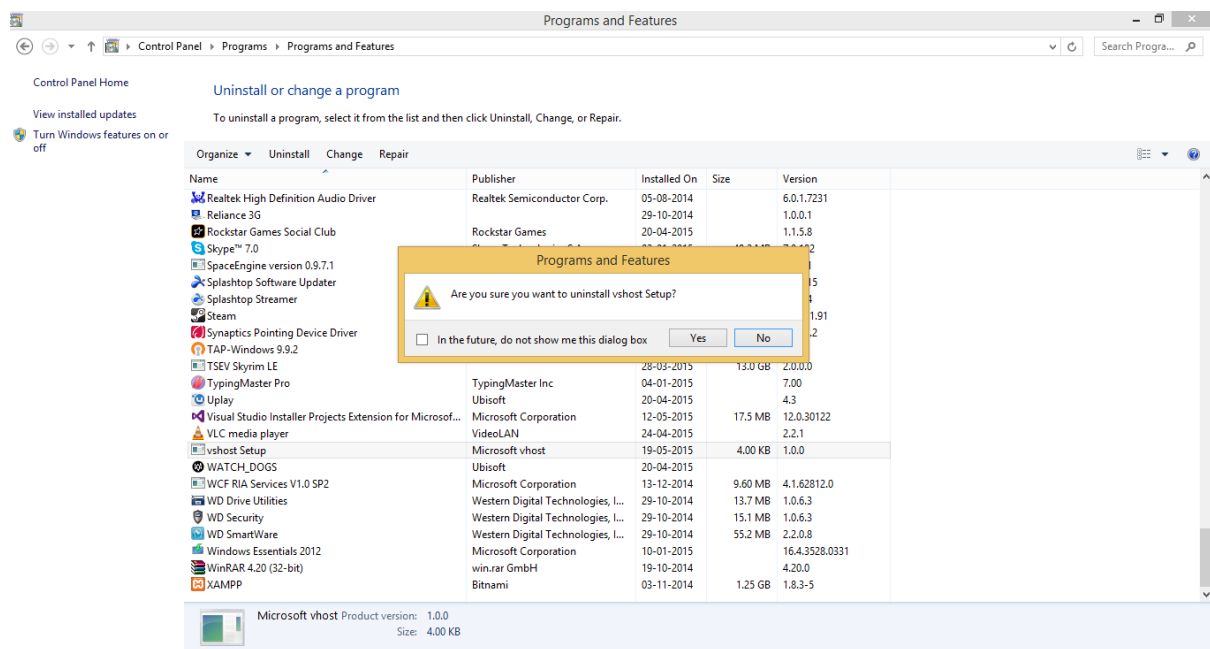 Programs and Features
Control Panel Programs Programs and Features
Search Progra...
Control Panel Home
View installed updates
Turn Windows features on or
off
Uninstall or change a program
To uninstall a program, select it from the list and then click Uninstall, Change, or Repair.
Organize Uninstall Change Repair
Name Publisher Installed On Size Version
Realtek High Definition Audio Driver Realtek Semiconductor Corp. 05-08-2014 6.0.1.7231
Reliance 3G 29-10-2014 1.0.0.1
Rockstar Games Social Club Rockstar Games 20-04-2015 1.1.5.8
Skype™ 7.0
SpaceEngine version 0.9.7.1
Splashtop Software Updater
Splashtop Streamer
Steam
Synaptics Pointing Device Driver
TAP-Windows 9.9.2
Programs and Features
Are you sure you want to uninstall vshost Setup?
In the future, do not show me this dialog box Yes No
TSEV Skyrim LE 28-03-2015 13.0 GB 2.0.0.0
TypingMaster Pro TypingMaster Inc 04-01-2015 7.00
Uplay Ubisoft 20-04-2015 4.3
Visual Studio Installer Projects Extension for Microsof... Microsoft Corporation 12-05-2015 17.5 MB 12.0.30122
VLC media player VideoLAN 24-04-2015 2.2.1
vshost Setup Microsoft vhost 19-05-2015 4.00 KB 1.0.0
WATCH_DOGS Ubisoft 20-04-2015
WCF RIA Services V1.0 SP2 Microsoft Corporation 13-12-2014 9.60 MB 4.1.62812.0
WD Drive Utilities Western Digital Technologies, I... 29-10-2014 13.7 MB 1.0.6.3
WD Security Western Digital Technologies, I... 29-10-2014 15.1 MB 1.0.6.3
WD SmartWare Western Digital Technologies, I... 29-10-2014 55.2 MB 2.2.0.8
Windows Essentials 2012 Microsoft Corporation 10-01-2015 16.4.3528.0331
WinRAR 4.20 (32-bit) win.rar GmbH 19-10-2014 4.20.0
XAMPP Bitnami 03-11-2014 1.25 GB 1.8.3-5
Microsoft vhost Product version: 1.0.0
Size: 4.00 KB